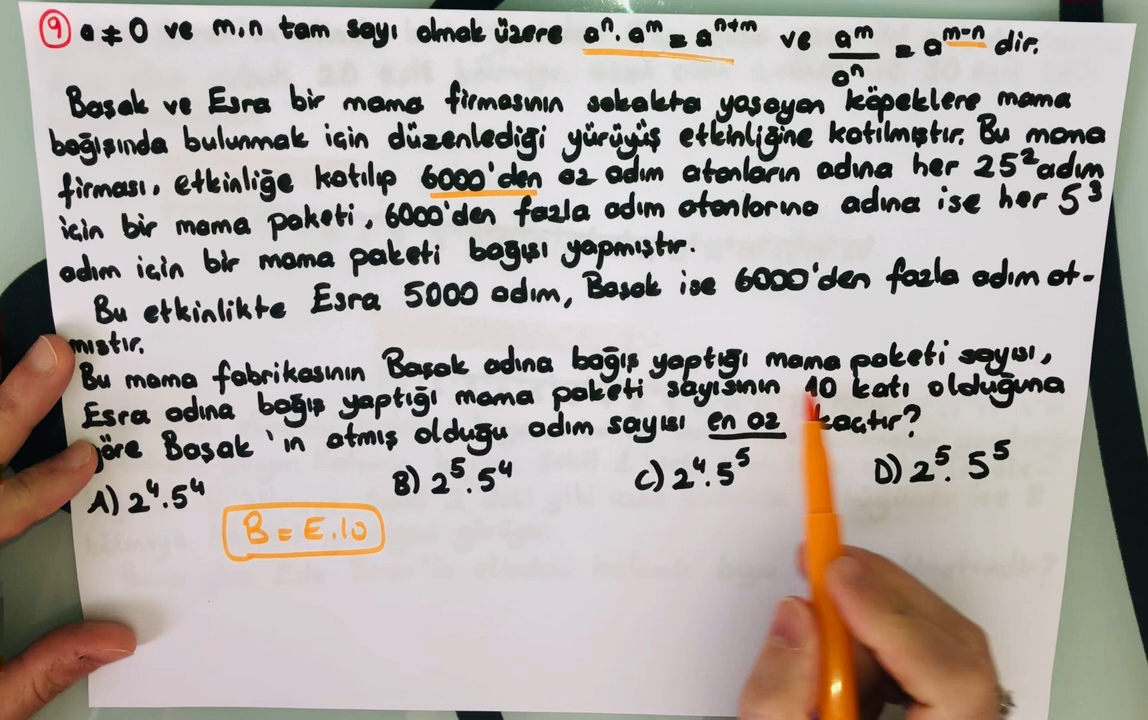 9 a ≠ 0 ve m,n tam sayı olmak üzere aⁿ . aᵐ = aⁿ⁺ᵐ ve aᵐ/aⁿ = aᵐ⁻ⁿ dir.
Başak ve Esra bir mama firmasının sokakta yaşayan köpeklere mama
bağışında bulunmak için düzenlediği yürüyüş etkinliğine katılmıştır. Bu mama
firması, etkinliğe katılıp 6000'den az adım atanların adına her 25² adım
için bir mama paketi, 6000'den fazla adım atanların adına ise her 5³
adım için bir mama paketi bağışı yapmıştır.
Bu etkinlikte Esra 5000 adım, Başak ise 6000'den fazla adım at-
mıştır.
Bu mama fabrikasının Başak adına bağış yaptığı mama paketi sayısı,
Esra adına bağış yaptığı mama paketi sayısının 10 katı olduğuna
göre Başak'ın atmış olduğu adım sayısı en az kaçtır?
A) 2⁴.5⁴ B) 2⁵.5⁴ C) 2⁴.5⁵ D) 2⁵.5⁵
B = E.10